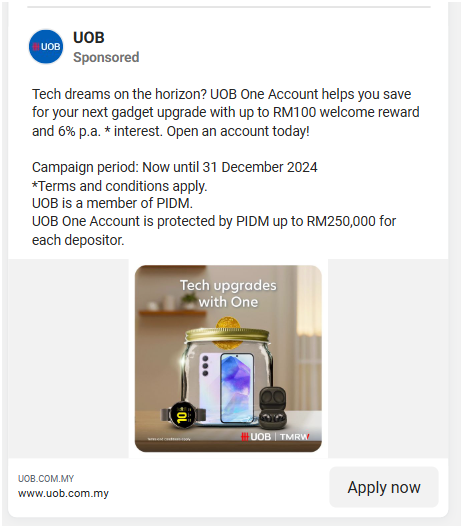 UOB
UOB
Sponsored
Tech dreams on the horizon? UOB One Account helps you save
for your next gadget upgrade with up to RM100 welcome reward
and 6% p.a. * interest. Open an account today!
Campaign period: Now until 31 December 2024
*Terms and conditions apply.
UOB is a member of PIDM.
UOB One Account is protected by PIDM up to RM250,000 for
each depositor.
Tech upgrades
with One
10
UOB | TMRW
UOB.COM.MY
www.uob.com.my
Apply now